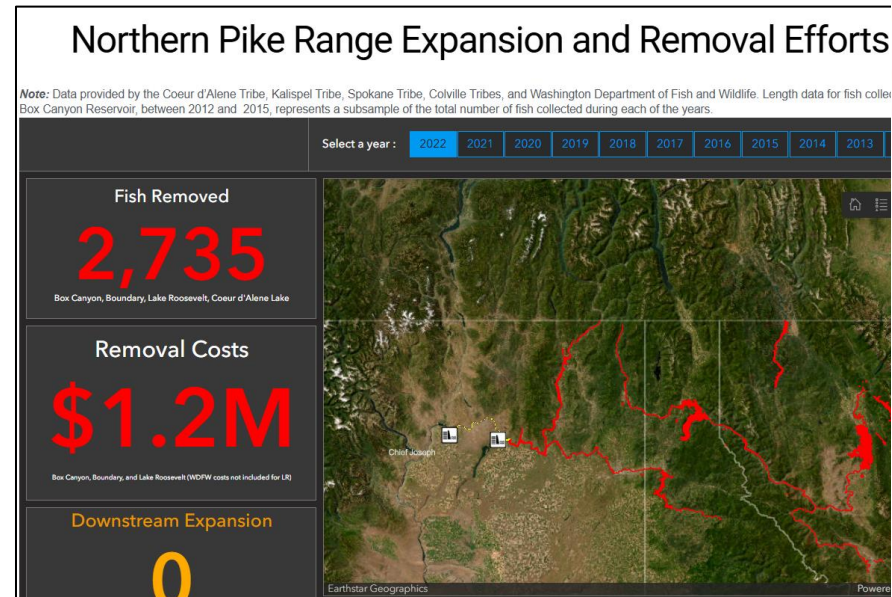 Northern Pike Range Expansion and Removal Efforts
Note: Data provided by the Coeur d'Alene Tribe, Kalispel Tribe, Spokane Tribe, Colville Tribes, and Washington Department of Fish and Wildlife. Length data for fish collec
Box Canyon Reservoir, between 2012 and 2015, represents a subsample of the total number of fish collected during each of the years.
Select a year : 2022 2021 2020 2019 2018 2017 2016 2015 2014 2013
Fish Removed
2,735
Box Canyon, Boundary, Lake Roosevelt, Coeur d'Alene Lake
Removal Costs
$1.2M
Box Canyon, Boundary, and Lake Roosevelt (WDFW costs not included for LR)
Downstream Expansion
0
Chief Joseph
Earthstar Geographics
Powere